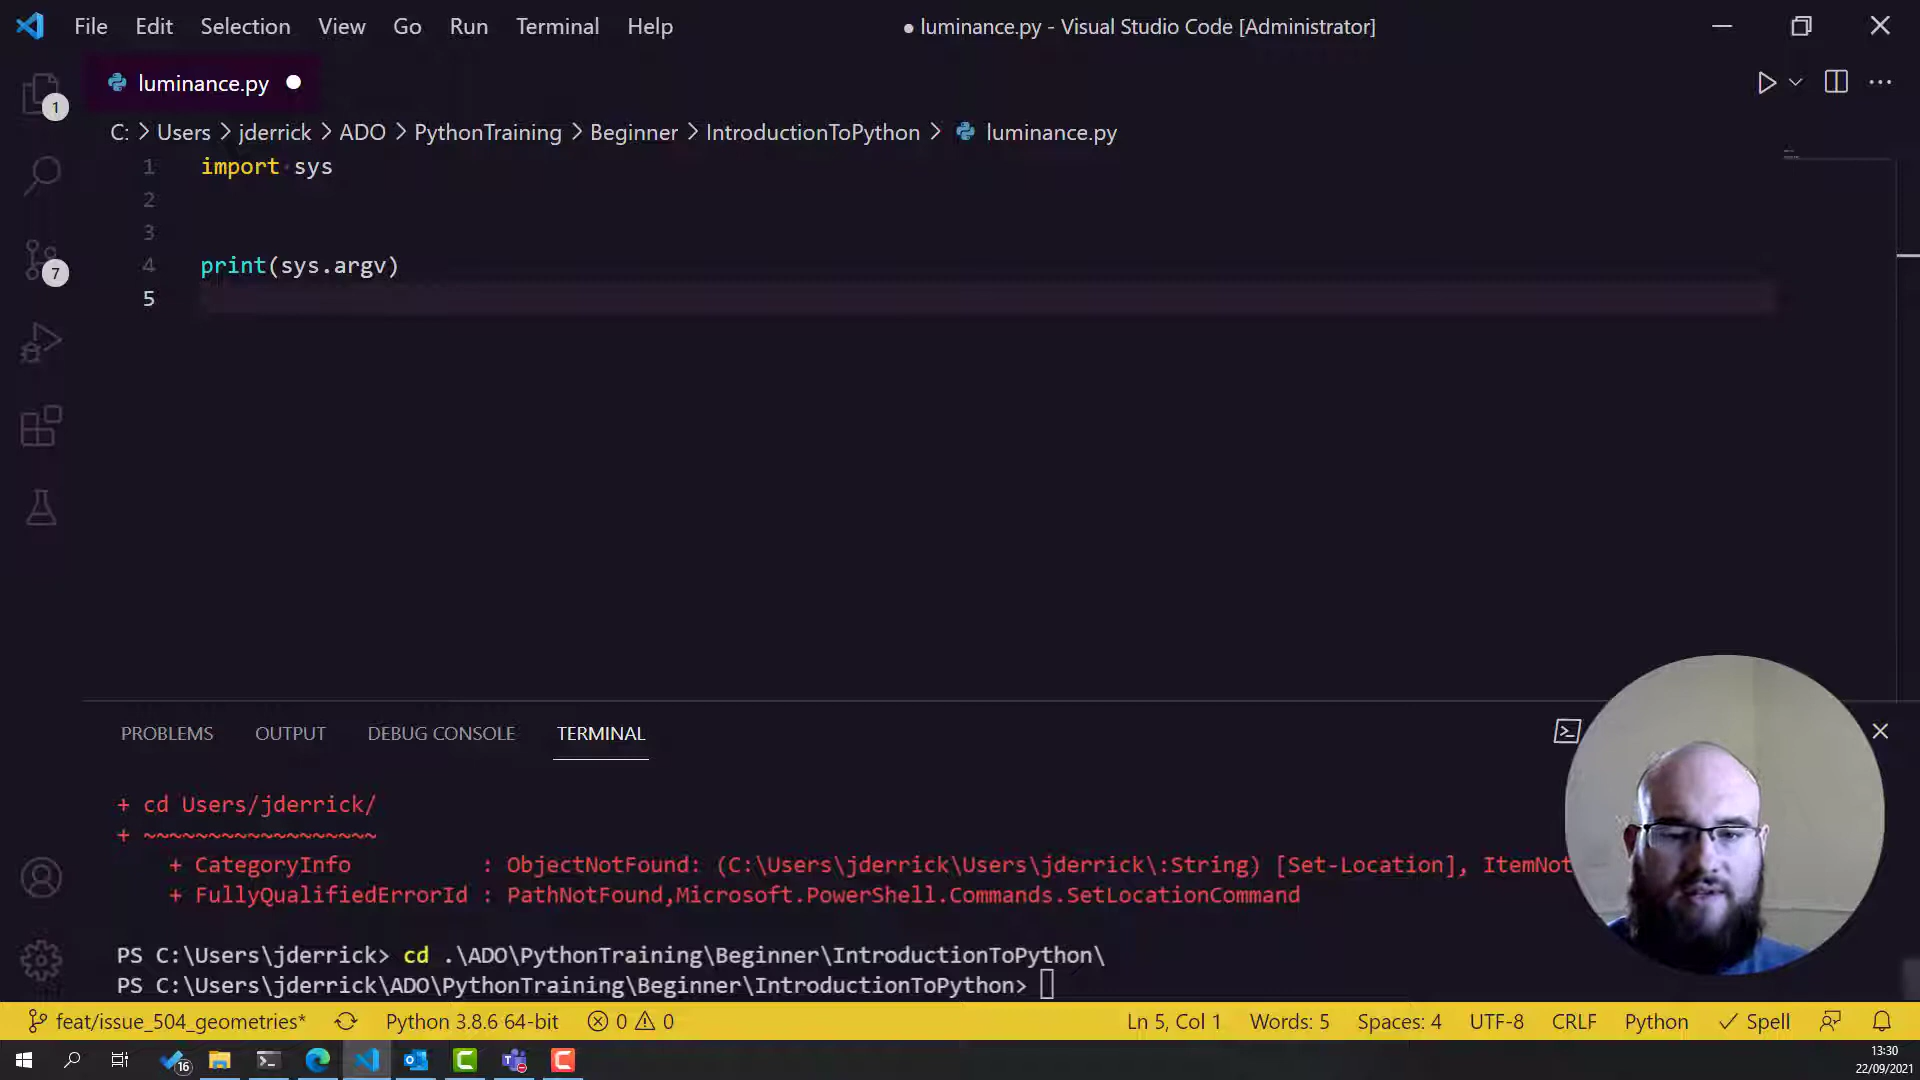 File Edit Selection View Go Run Terminal Help
● luminance.py - Visual Studio Code [Administrator]
luminance.py
C: > Users > jderrick > ADO > PythonTraining > Beginner > IntroductionToPython > luminance.py
1 import sys
2
3
4 print(sys.argv)
5
1
7
PROBLEMS OUTPUT DEBUG CONSOLE TERMINAL
+ cd Users/jderrick/
+ ~~~~~~~~~~~~~~~~~~
+ CategoryInfo : ObjectNotFound: (C:\Users\jderrick\Users\jderrick\:String) [Set-Location], ItemNot
+ FullyQualifiedErrorId : PathNotFound,Microsoft.PowerShell.Commands.SetLocationCommand
PS C:\Users\jderrick> cd .\ADO\PythonTraining\Beginner\IntroductionToPython\
PS C:\Users\jderrick\ADO\PythonTraining\Beginner\IntroductionToPython>
feat/issue_504_geometries* Python 3.8.6 64-bit 0 0 Ln 5, Col 1 Words: 5 Spaces: 4 UTF-8 CRLF Python Spell
16
13:30
22/09/2021